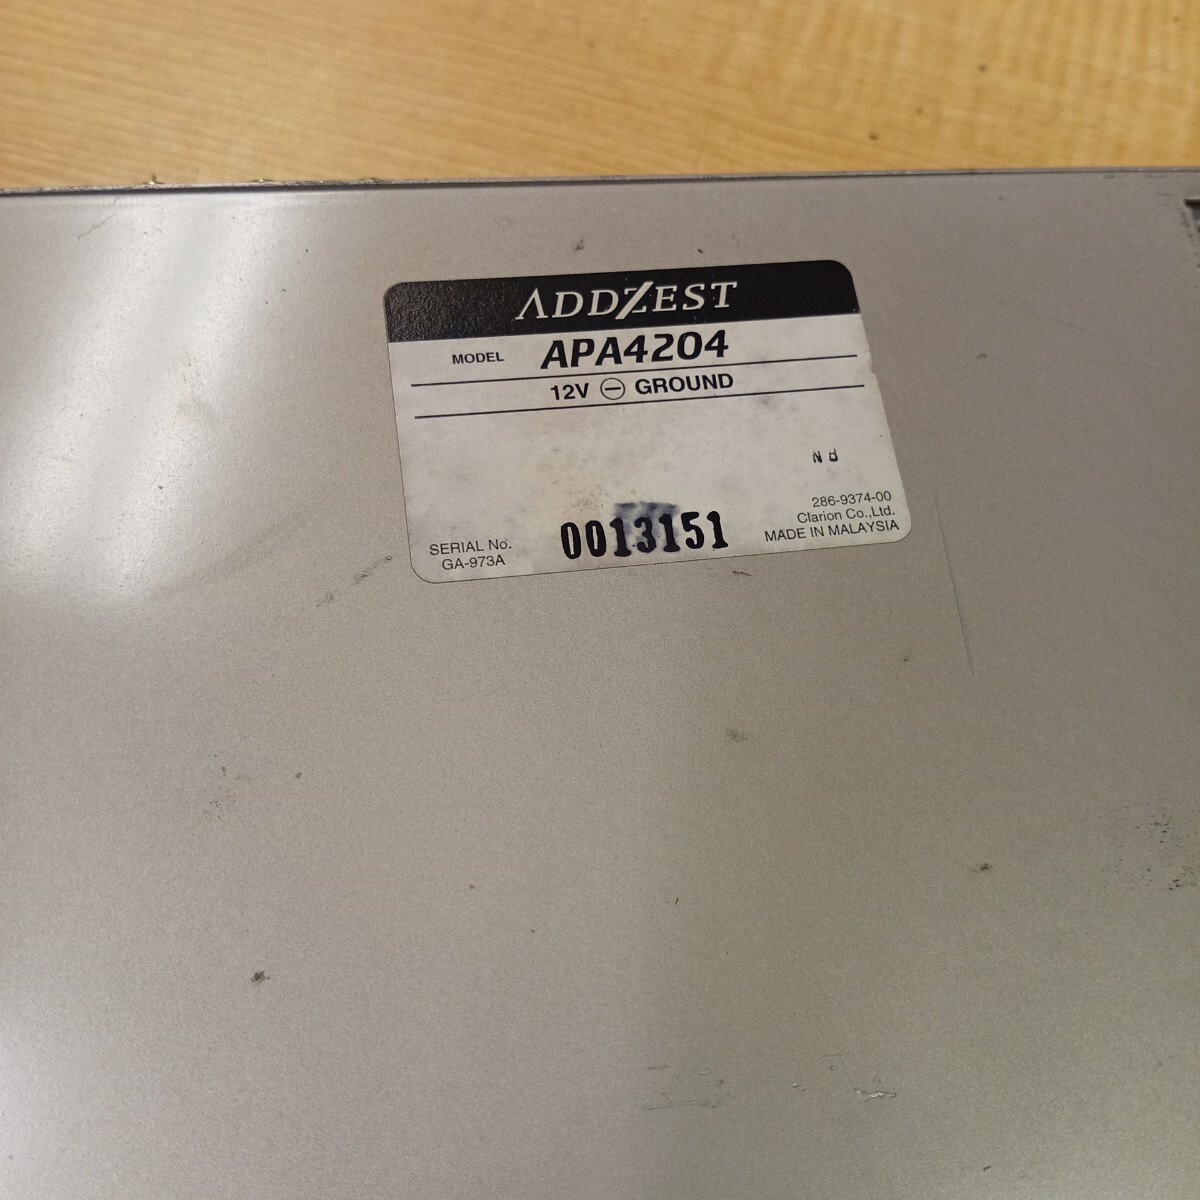 ADDZEST
MODEL APA4204
12V ⊖ GROUND
286-9374-00
Clarion Co.,Ltd.
MADE IN MALAYSIA
SERIAL No.
GA-973A
0013151